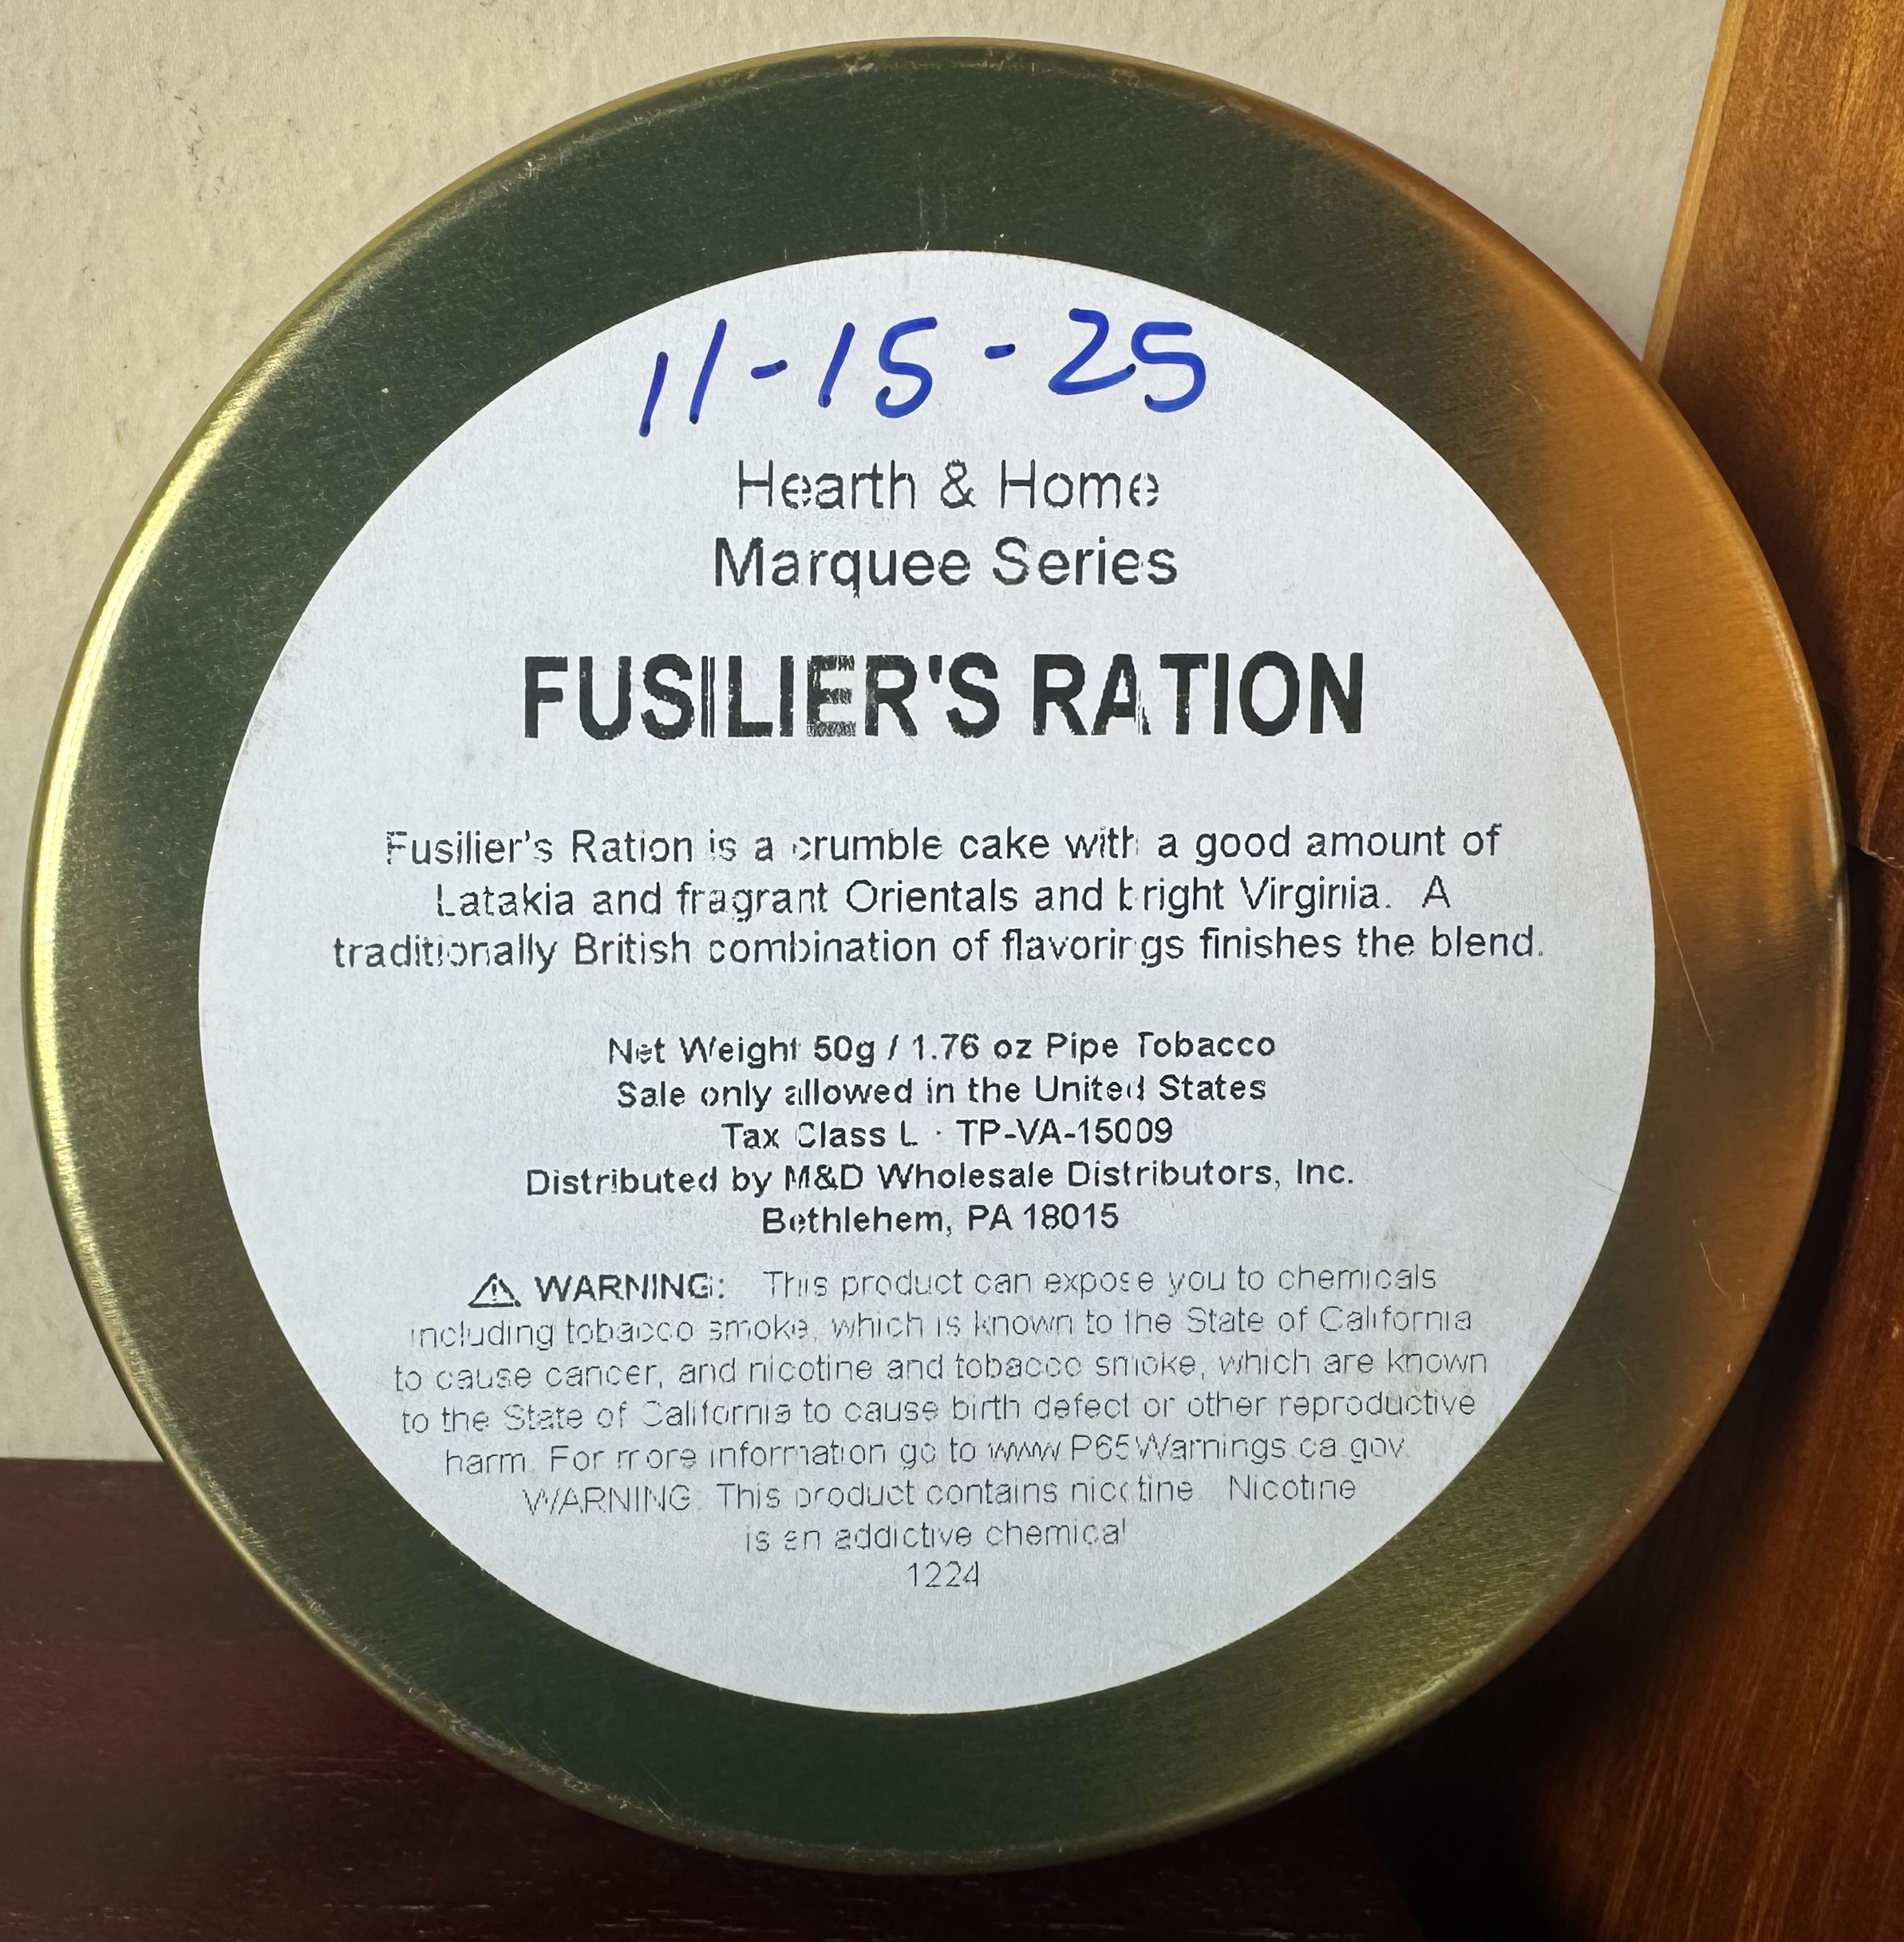 11-15-25
Hearth & Home
Marquee Series
FUSILIER'S RATION
Fusilier's Ration is a crumble cake with a good amount of
Latakia and fragrant Orientals and bright Virginia. A
traditionally British combination of flavorings finishes the blend.
Net Weight 50g / 1.76 oz Pipe Tobacco
Sale only allowed in the United States
Tax Class L · TP-VA-15009
Distributed by M&D Wholesale Distributors, Inc.
Bethlehem, PA 18015
⚠ WARNING: This product can expose you to chemicals
including tobacco smoke, which is known to the State of California
to cause cancer, and nicotine and tobacco smoke, which are known
to the State of California to cause birth defect or other reproductive
harm. For more information go to www.P65Warnings.ca.gov.
WARNING: This product contains nicotine. Nicotine
is an addictive chemical
1224